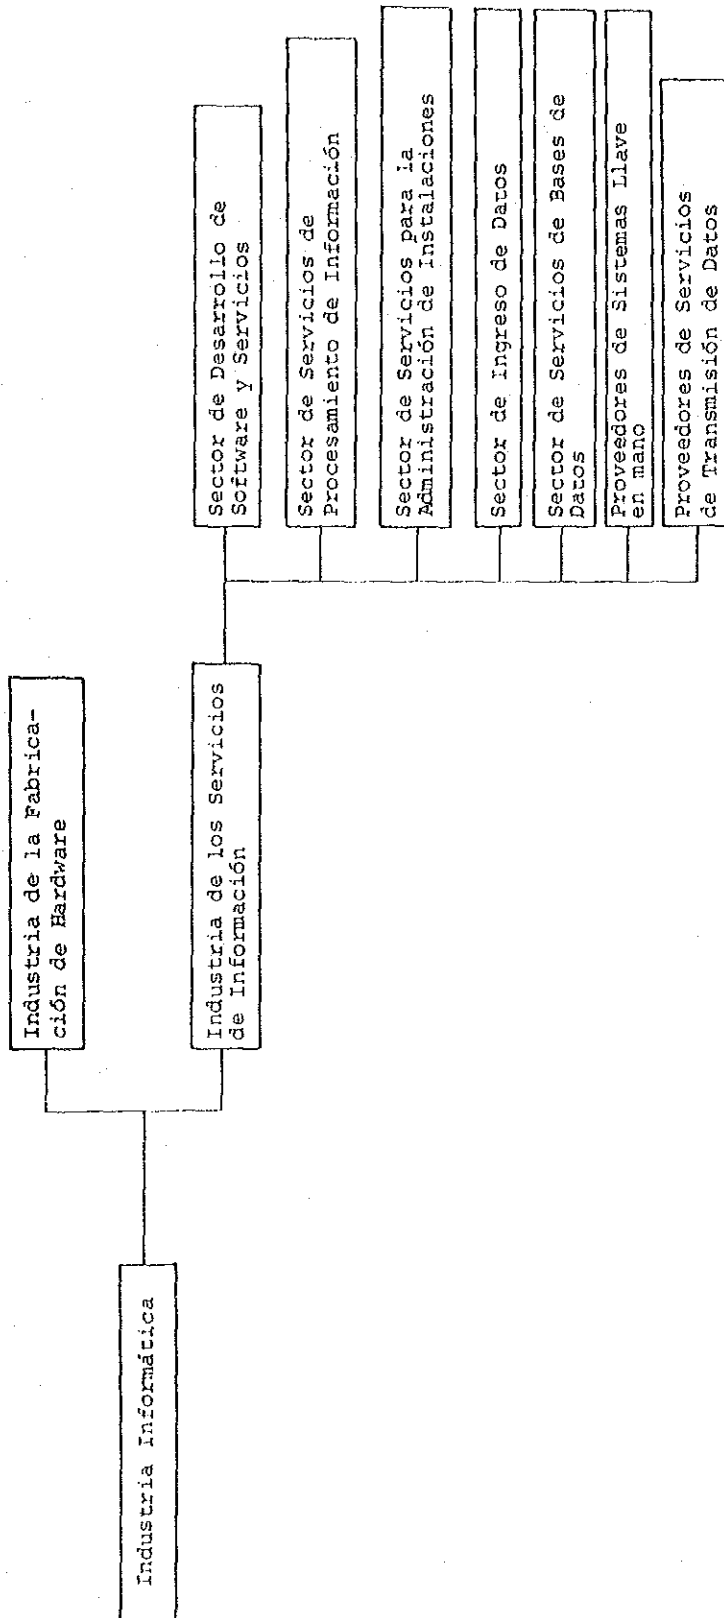 Industria Informática
Industria de la Fabrica-
ción de Hardware
Industria de los Servicios
de Información
Sector de Desarrollo de
Software y Servicios
Sector de Servicios de
Procesamiento de Información
Sector de Servicios para la
Administración de Instalaciones
Sector de Ingreso de Datos
Sector de Servicios de Bases de
Datos
Proveedores de Sistemas Llave
en mano
Proveedores de Servicios
de Transmisión de Datos